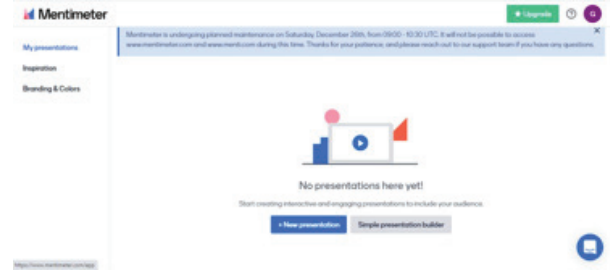 Mentimeter
★ Upgrade
?
G
Mentimeter is undergoing planned maintenance on Saturday, December 26th, from 09:00 - 10:30 UTC. It will not be possible to access
www.mentimeter.com and www.menti.com during this time. Thanks for your patience, and please reach out to our support team if you have any questions.
My presentations
Inspiration
Branding & Colors
No presentations here yet!
Start creating interactive and engaging presentations to include your audience.
+ New presentation
Simple presentation builder
https://www.mentimeter.com/app